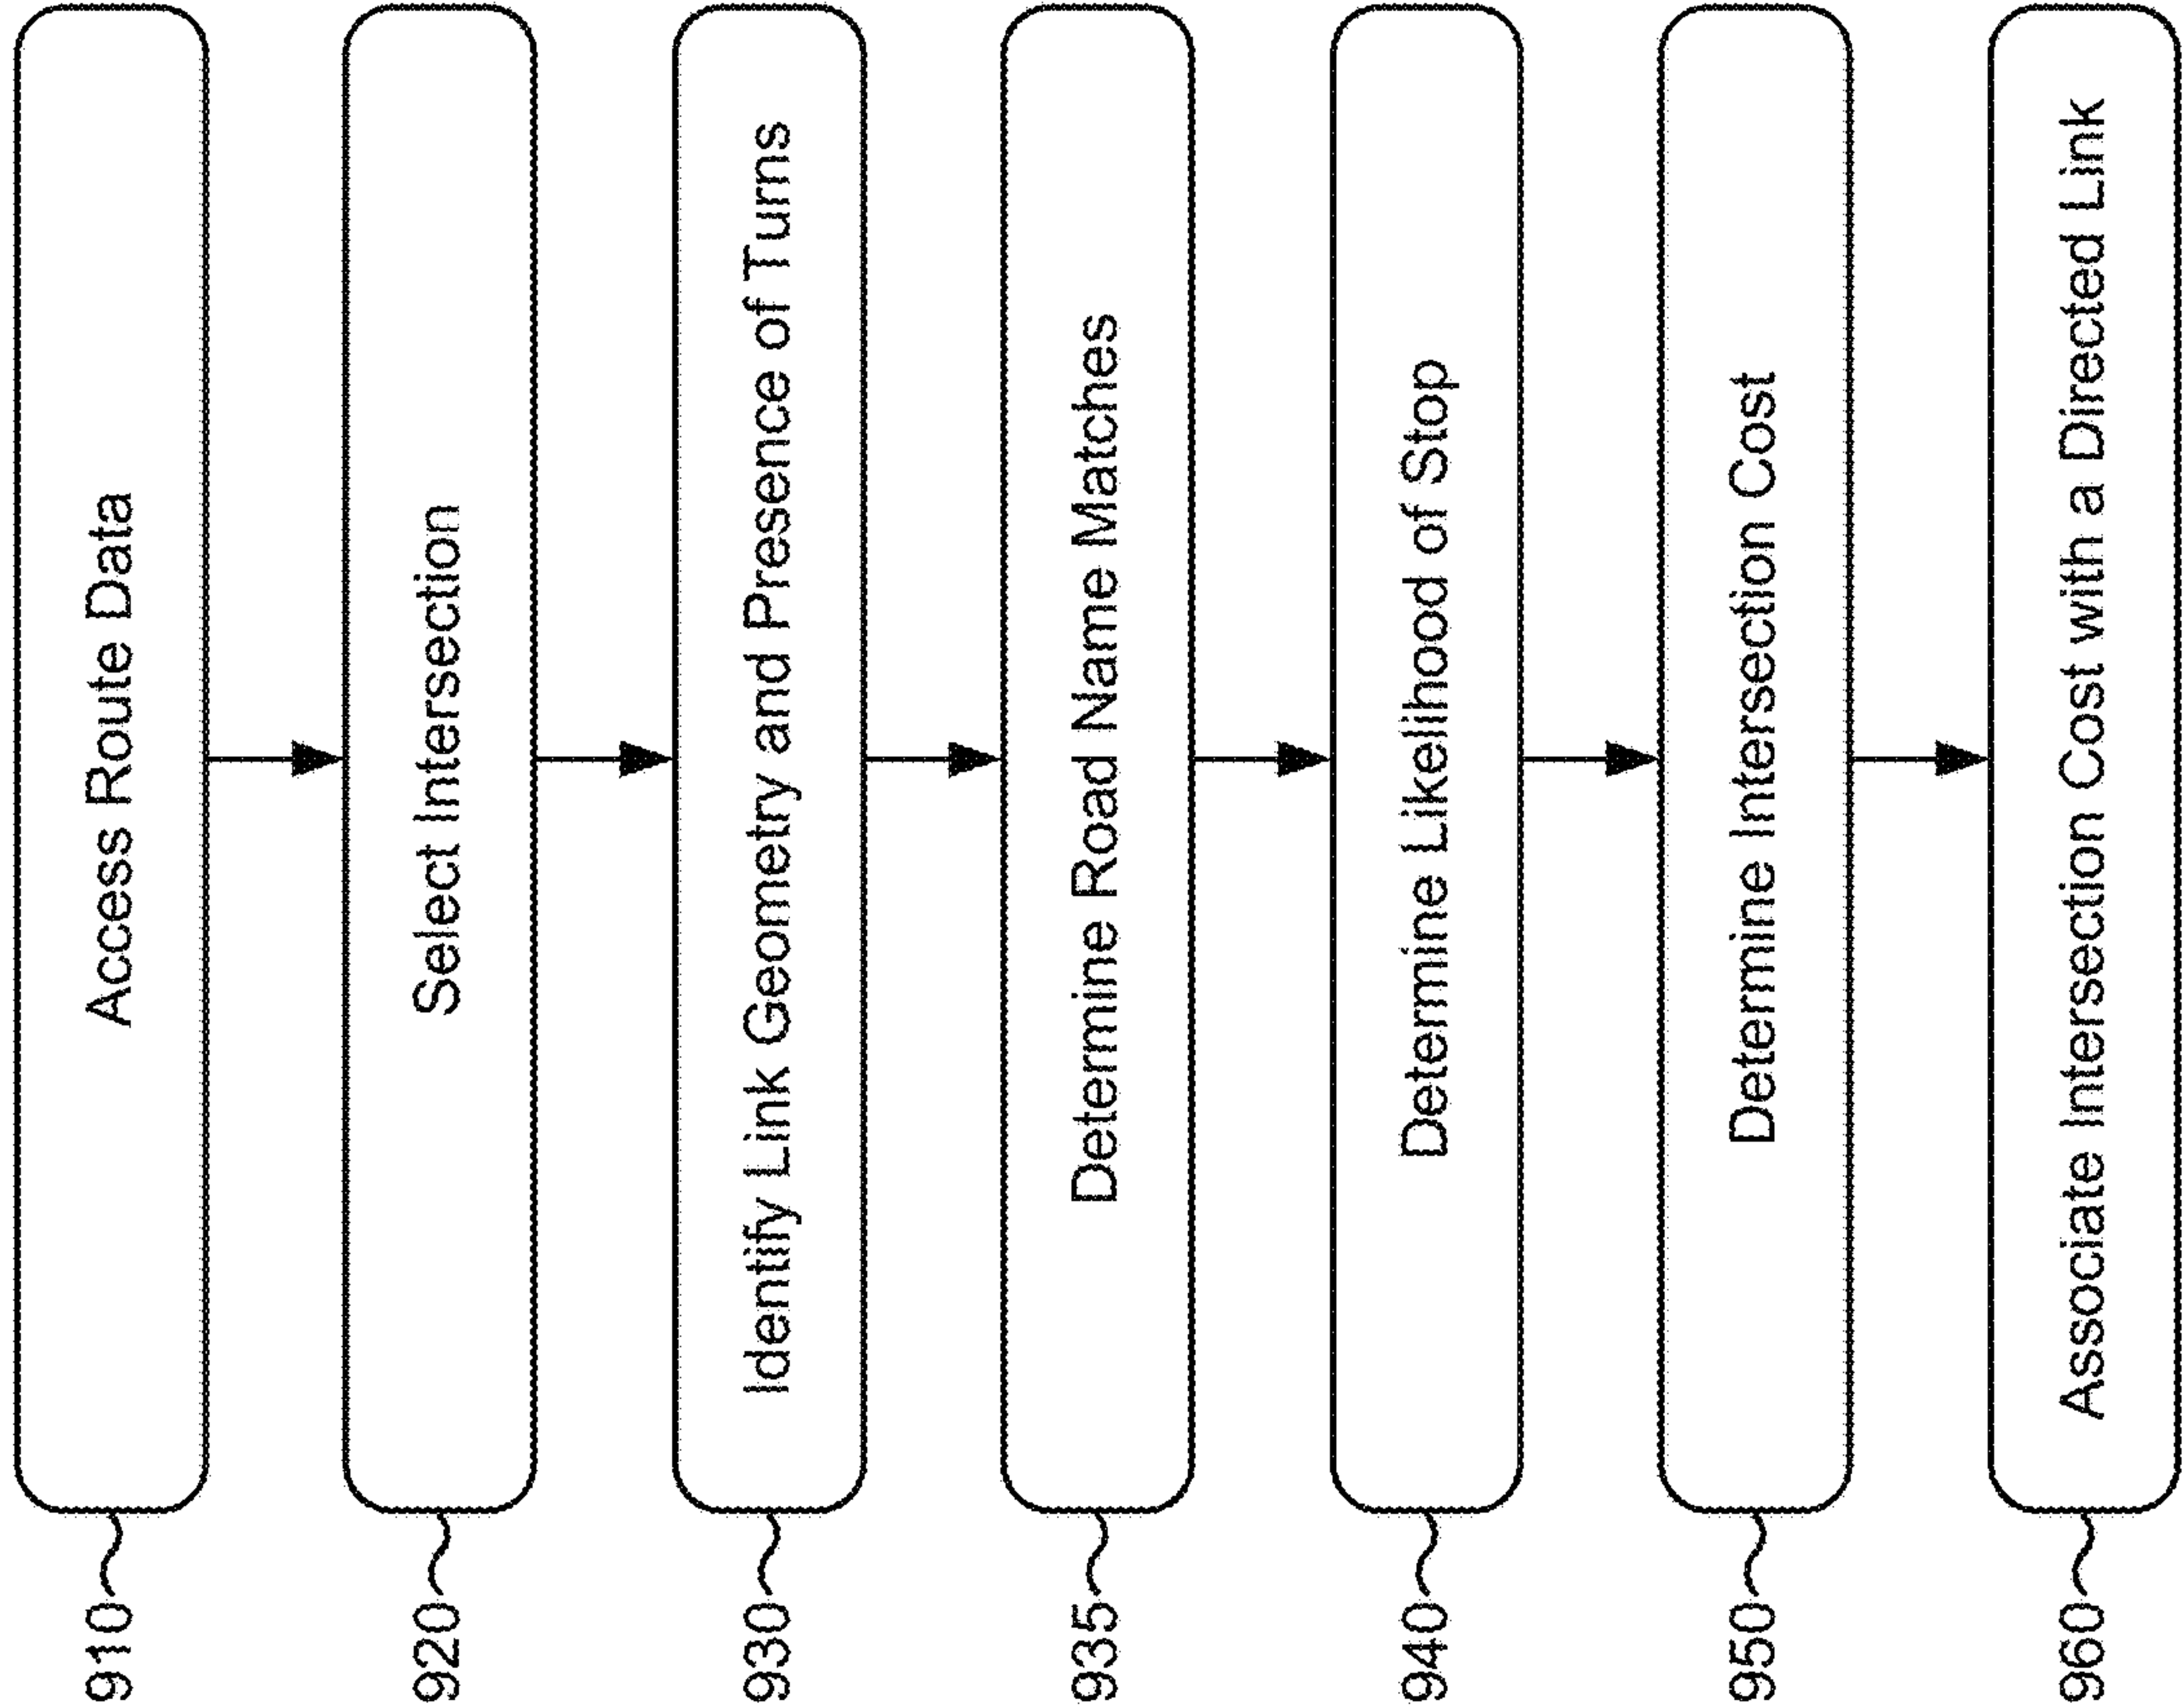 910 Access Route Data
920 Select Intersection
930 Identify Link Geometry and Presence of Turns
935 Determine Road Name Matches
940 Determine Likelihood of Stop
950 Determine Intersection Cost
960 Associate Intersection Cost with a Directed Link